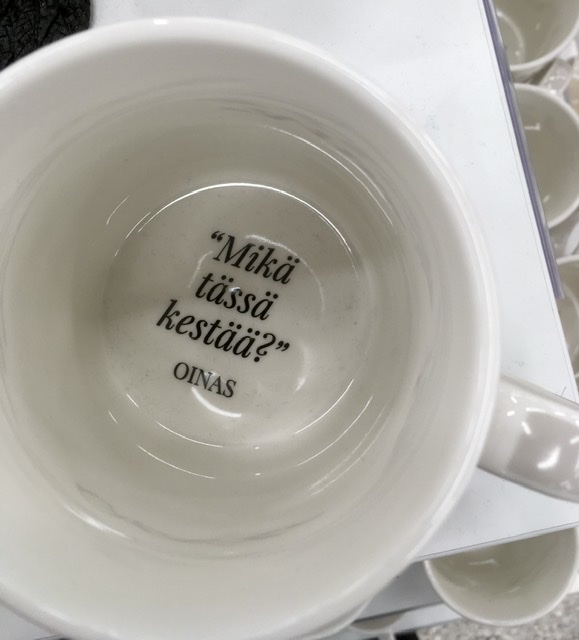 “Mikä
tässä
kestää?”
OINAS